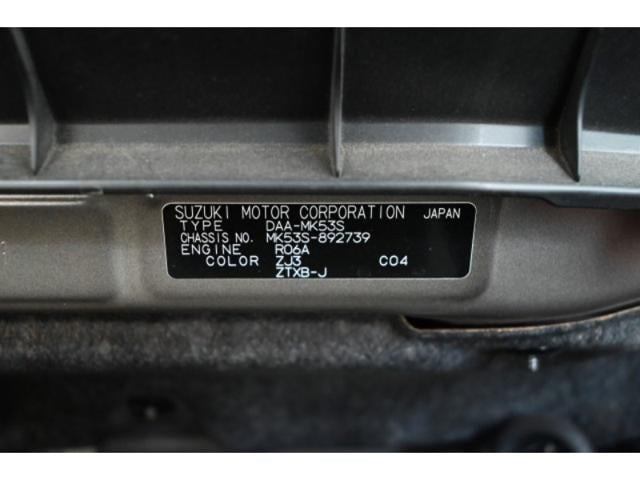 SUZUKI MOTOR CORPORATION JAPAN
TYPE DAA-MK53S
CHASSIS NO. MK53S-892739
ENGINE R06A
COLOR ZJ3 C04
ZTXB-J